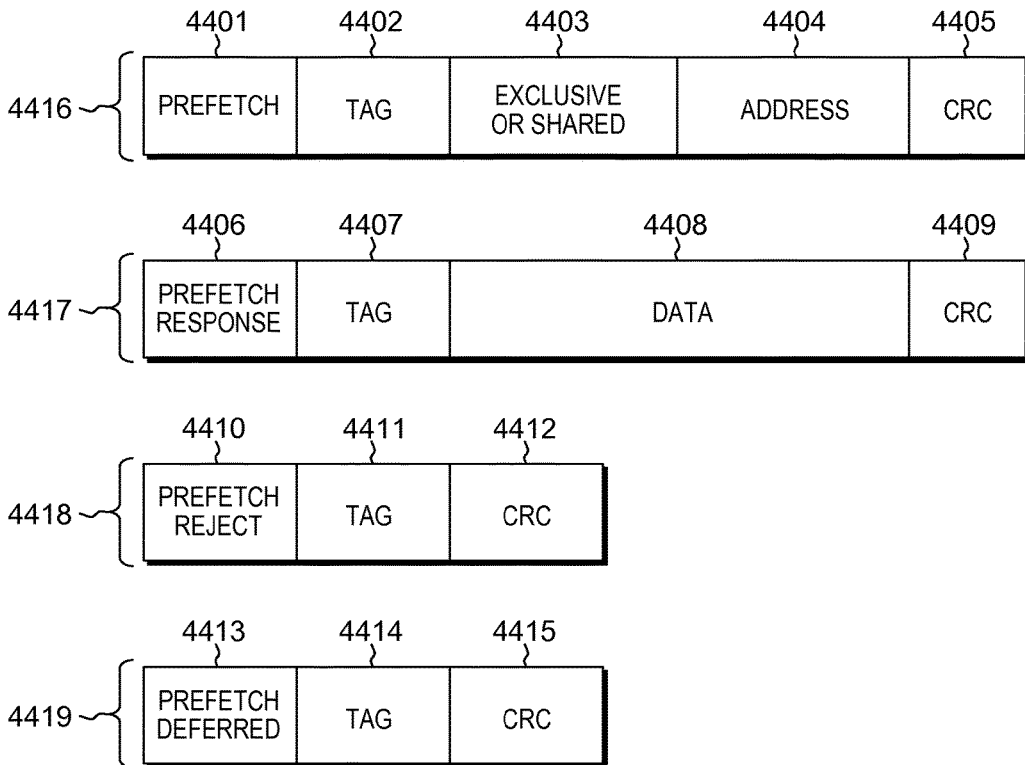 4401 4402 4403 4404 4405
4416 PREFETCH TAG EXCLUSIVE OR SHARED ADDRESS CRC
4406 4407 4408 4409
4417 PREFETCH RESPONSE TAG DATA CRC
4410 4411 4412
4418 PREFETCH REJECT TAG CRC
4413 4414 4415
4419 PREFETCH DEFERRED TAG CRC